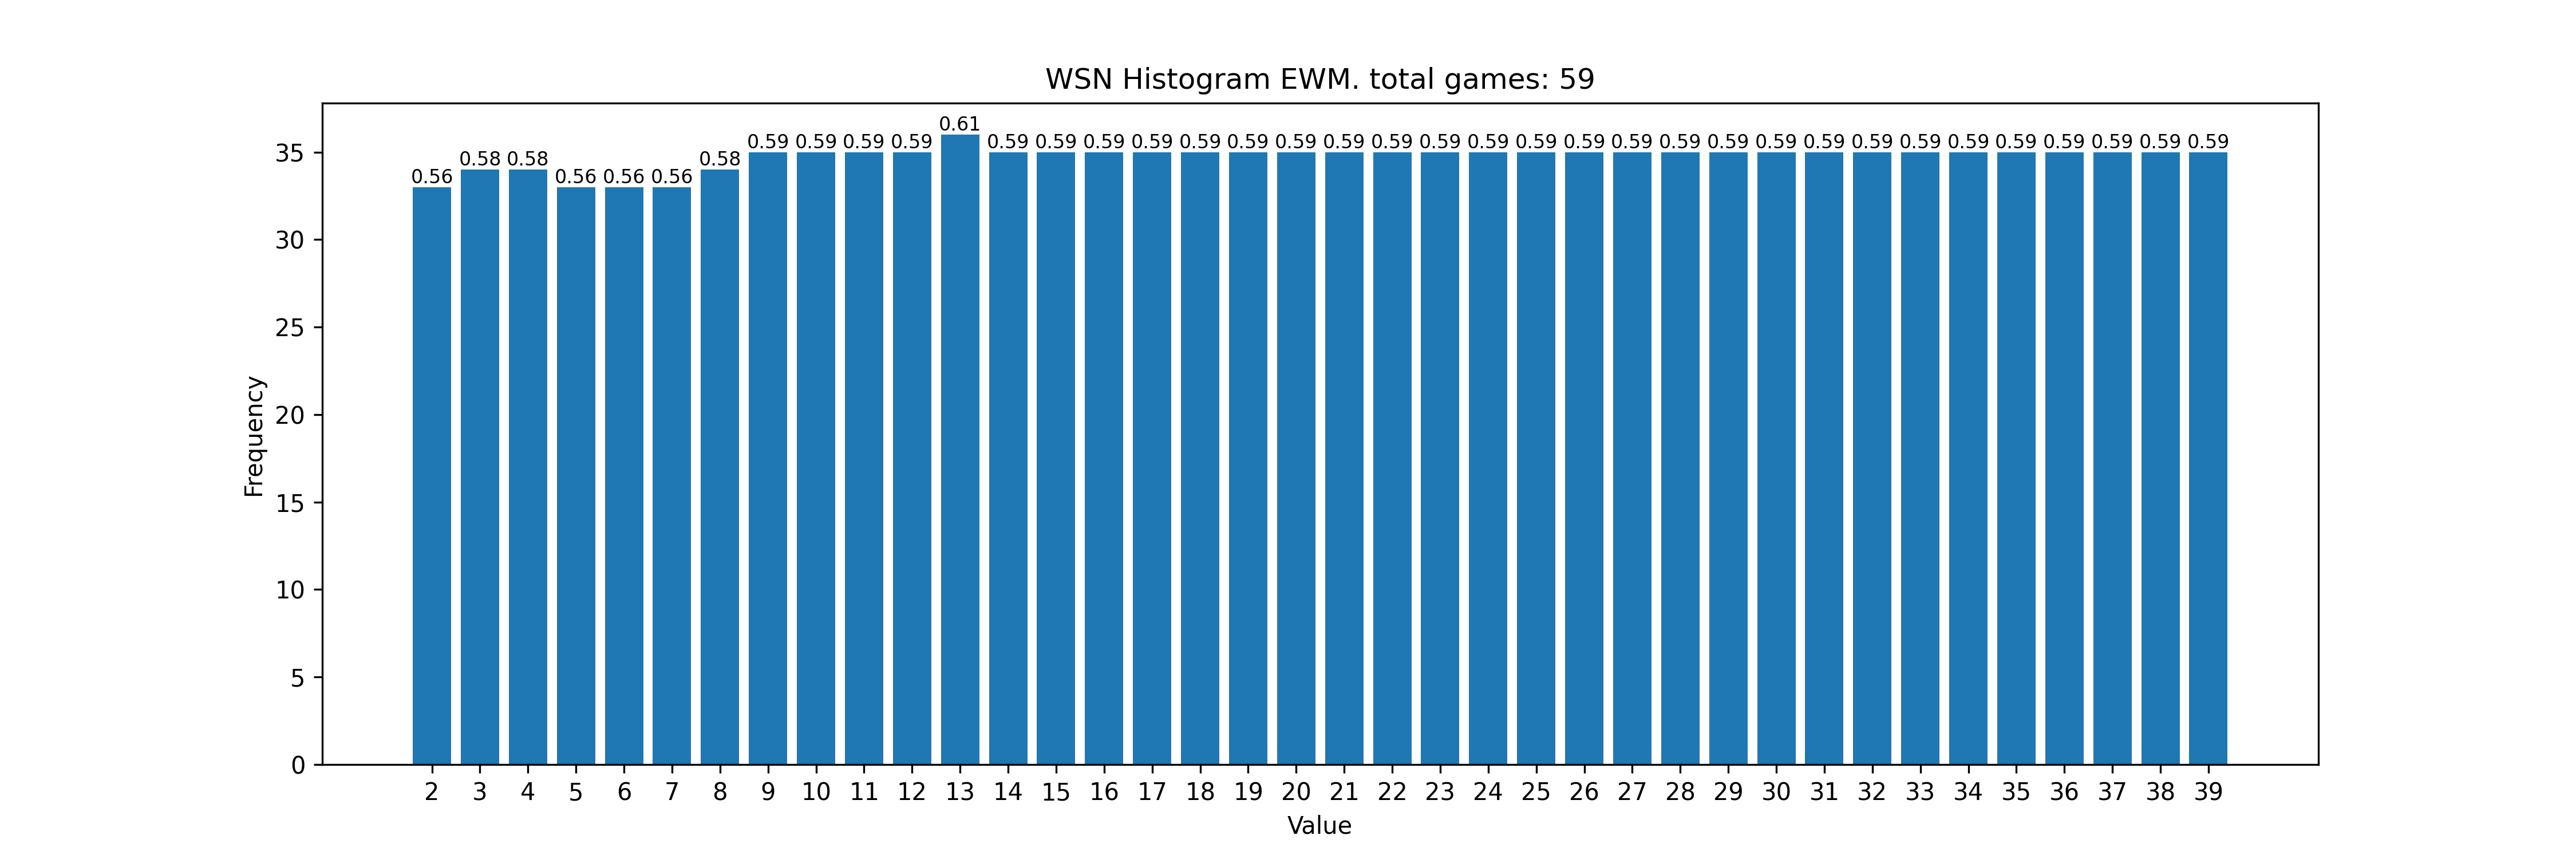 WSN Histogram EWM. total games: 59
0.61
0.59 0.59 0.59 0.59 0.59 0.59 0.59 0.59 0.59 0.59 0.59 0.59 0.59 0.59 0.59 0.59 0.59 0.59 0.59 0.59 0.59 0.59 0.59 0.59 0.59 0.59 0.59 0.59 0.59 0.59
35
0.58 0.58 0.58
0.56 0.56 0.56 0.56
30
25
20
Frequency
15
10
5
0
2 3 4 5 6 7 8 9 10 11 12 13 14 15 16 17 18 19 20 21 22 23 24 25 26 27 28 29 30 31 32 33 34 35 36 37 38 39
Value